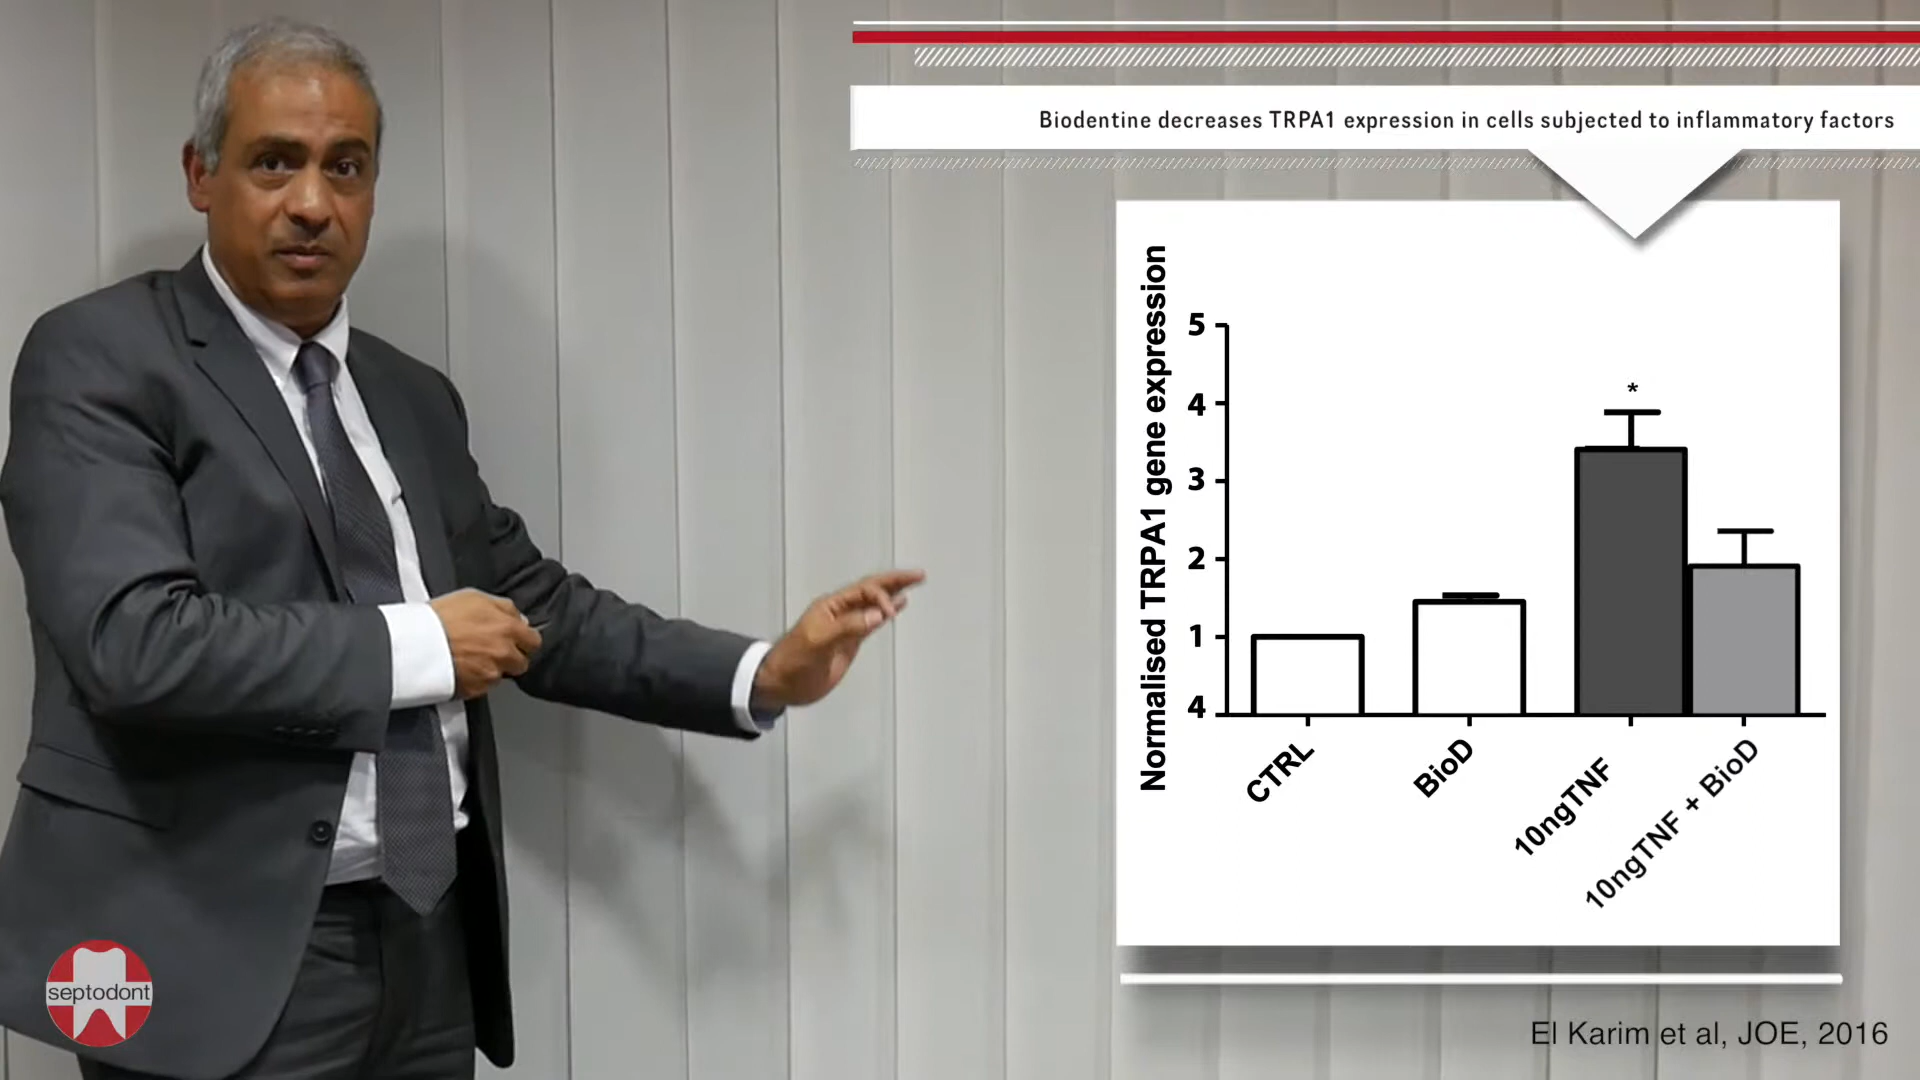 Biodentine decreases TRPA1 expression in cells subjected to inflammatory factors
Normalised TRPA1 gene expression
5
4
3
2
1
4
*
CTRL
BioD
10ngTNF
10ngTNF + BioD
septodont
El Karim et al, JOE, 2016